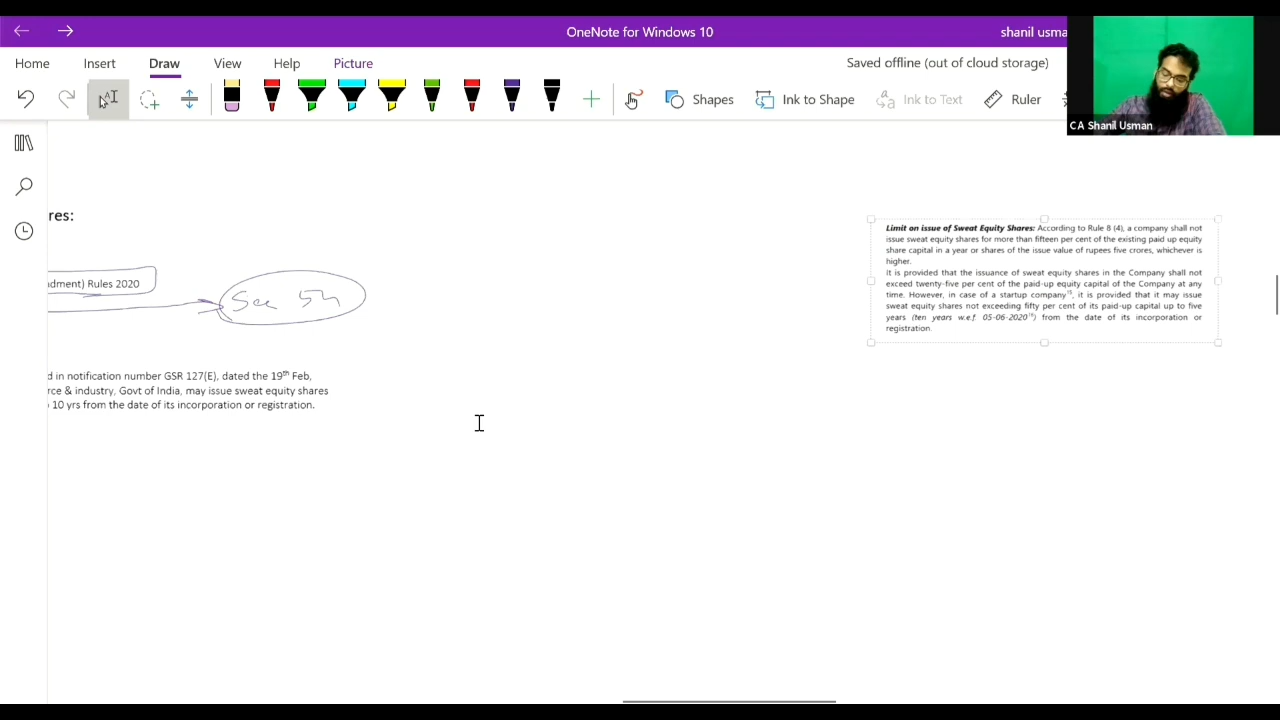 OneNote for Windows 10
shanil usma
Home Insert Draw View Help Picture
Saved offline (out of cloud storage)
Shapes Ink to Shape Ink to Text Ruler
CA Shanil Usman
res:
ndment) Rules 2020
Sec 54
d in notification number GSR 127(E), dated the 19th Feb,
rce & industry, Govt of India, may issue sweat equity shares
10 yrs from the date of its incorporation or registration.
Limit on issue of Sweat Equity Shares: According to Rule 8 (4), a company shall not
issue sweat equity shares for more than fifteen per cent of the existing paid up equity
share capital in a year or shares of the issue value of rupees five crores, whichever is
higher.
It is provided that the issuance of sweat equity shares in the Company shall not
exceed twenty-five per cent of the paid-up equity capital of the Company at any
time. However, in case of a startup company15, it is provided that it may issue
sweat equity shares not exceeding fifty per cent of its paid-up capital up to five
years (ten years w.e.f. 05-06-202016) from the date of its incorporation or
registration.